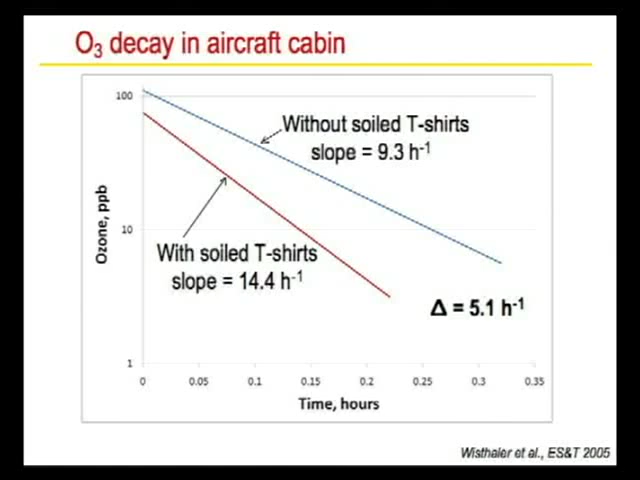 O₃ decay in aircraft cabin
100
10
1
Ozone, ppb
Without soiled T-shirts
slope = 9.3 h⁻¹
With soiled T-shirts
slope = 14.4 h⁻¹
Δ = 5.1 h⁻¹
0 0.05 0.1 0.15 0.2 0.25 0.3 0.35
Time, hours
Wisthaler et al., ES&T 2005